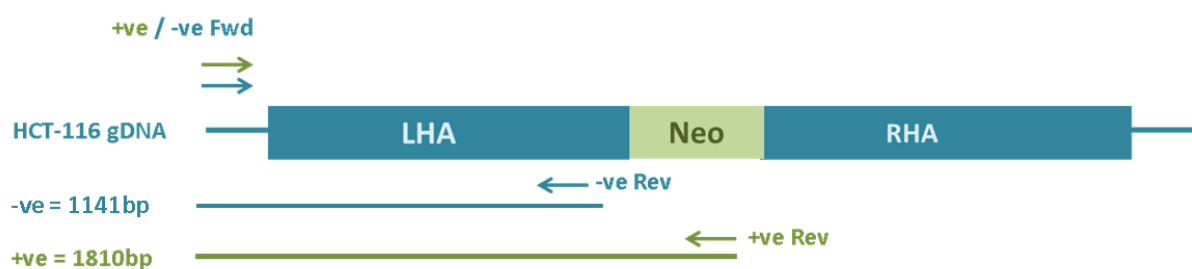 +ve / -ve Fwd
HCT-116 gDNA LHA Neo RHA
-ve Rev
-ve = 1141bp
+ve Rev
+ve = 1810bp